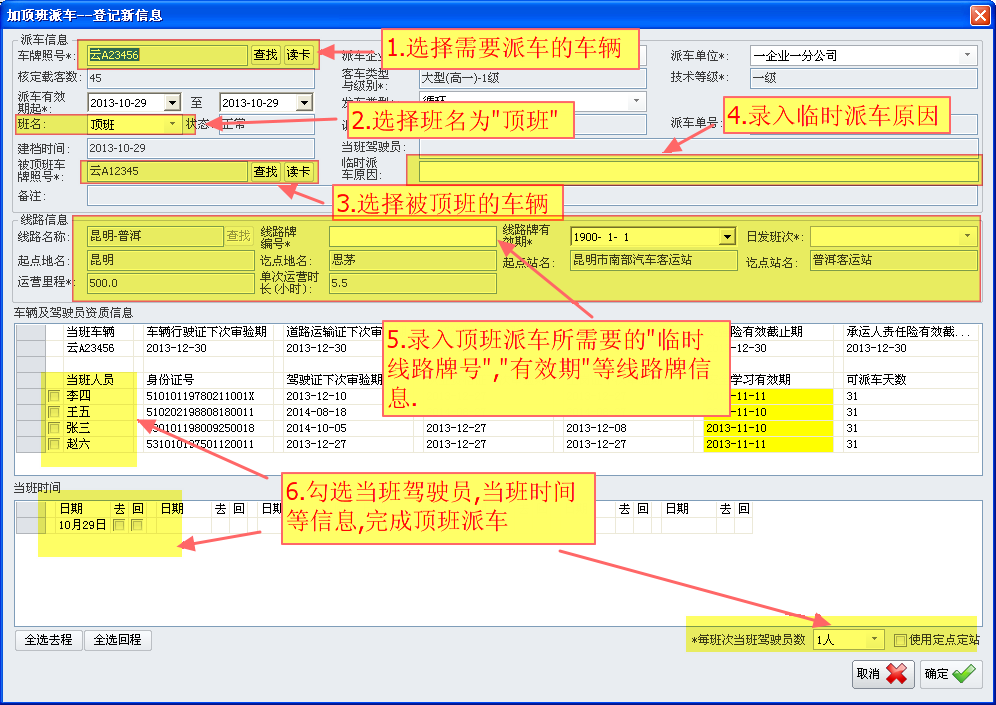 加顶班派车--登记新信息
派车信息
车牌照号*: 云A23456 查找 读卡 派车企业 派车单位*: 一企业一分公司
1.选择需要派车的车辆
核定载客数: 45 客车类型与级别*: 大型(高一)-1级 技术等级*: 一级
派车有效期起*: 2013-10-29 至 2013-10-29
班名: 顶班 状态 正常 派车单号
2.选择班名为"顶班"
4.录入临时派车原因
建档时间: 2013-10-29 当班驾驶员:
被顶班车牌照号*: 云A12345 查找 读卡 临时派车原因:
3.选择被顶班的车辆
备注:
线路信息
线路名称: 昆明-普洱 查找 线路牌编号* 线路牌有效期* 1900- 1- 1 日发班次*:
起点地名: 昆明 讫点地名: 思茅 起点站名: 昆明市南部汽车客运站 讫点站名: 普洱客运站
运营里程*: 500.0 单次运营时长(小时): 5.5
车辆及驾驶员资质信息
当班车辆 车辆行驶证下次审验期 道路运输证下次审 险有效截止期 承运人责任险有效截...
云A23456 2013-12-30 2013-12-30 -12-30 2013-12-30
5.录入顶班派车所需要的"临时
线路牌号","有效期"等线路牌信
息.
当班人员 身份证号 驾驶证下次审验期 学习有效期 可派车天数
李四 51010119780211001X 2013-12-10 -11-11 31
王五 510202198808180011 2014-08-18 -11-10 31
张三 0101198009250018 2014-10-05 2013-12-27 2013-12-08 2013-11-10 31
赵六 531010197501120011 2013-12-27 2013-12-27 2013-12-27 2013-11-11 31
当班时间
6.勾选当班驾驶员,当班时间
等信息,完成顶班派车
日期 去 回 日期 去 回 日期 去 回 日期 去 回
10月29日
全选去程 全选回程 *每班次当班驾驶员数 1人 使用定点定站
取消 确定